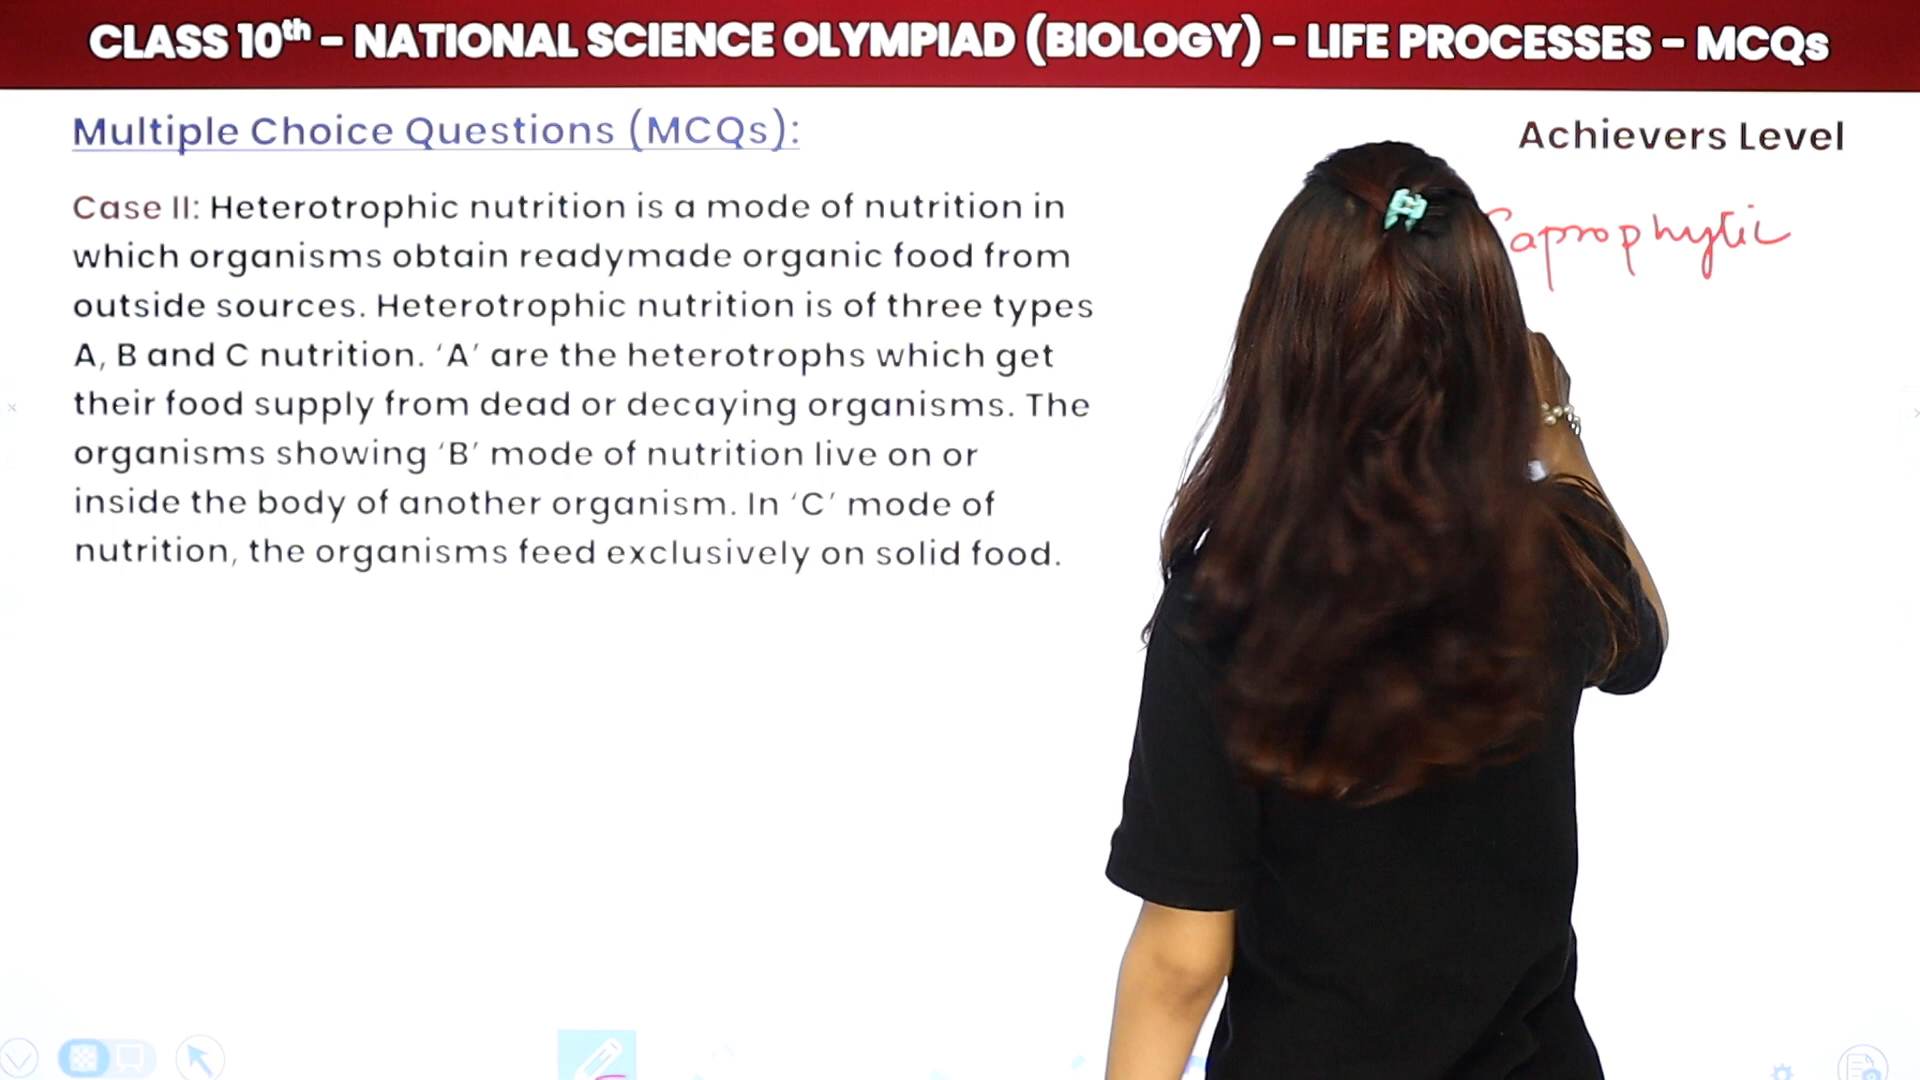 CLASS 10th - NATIONAL SCIENCE OLYMPIAD (BIOLOGY) - LIFE PROCESSES - MCQs
Multiple Choice Questions (MCQs):
Achievers Level
Case II: Heterotrophic nutrition is a mode of nutrition in
which organisms obtain readymade organic food from
outside sources. Heterotrophic nutrition is of three types
A, B and C nutrition. ‘A’ are the heterotrophs which get
their food supply from dead or decaying organisms. The
organisms showing ‘B’ mode of nutrition live on or
inside the body of another organism. In ‘C’ mode of
nutrition, the organisms feed exclusively on solid food.
Saprophytic